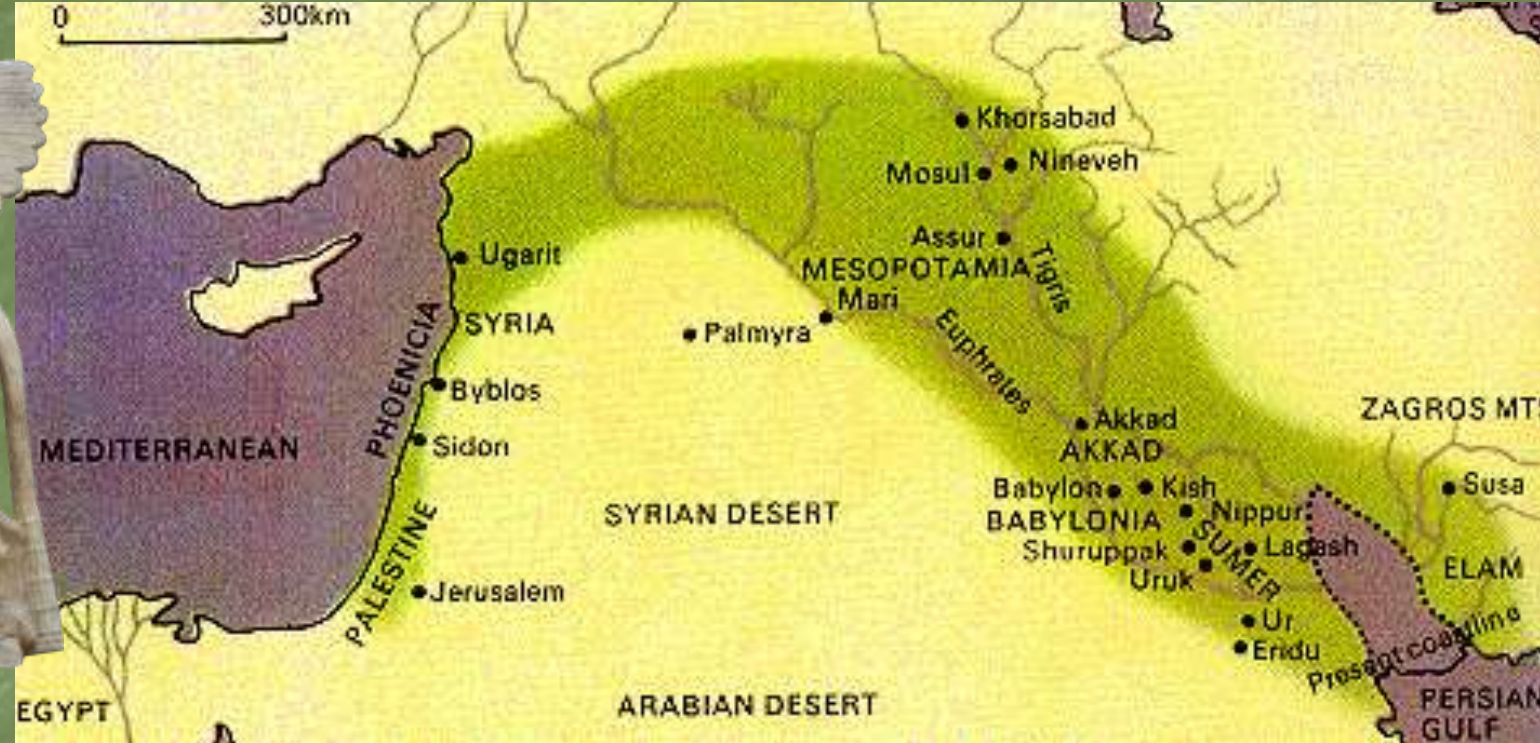 0 300km
Khorsabad
Nineveh
Mosul
Assur
Ugarit
MESOPOTAMIA
Tigris
Mari
SYRIA
Palmyra
PHOENICIA
Euphrates
Byblos
ZAGROS MTS
Akkad
MEDITERRANEAN
Sidon
AKKAD
Babylon
Kish
Susa
SYRIAN DESERT
Nippur
BABYLONIA
PALESTINE
SUMER
Shuruppak
Lagash
Uruk
ELAM
Jerusalem
Ur
Eridu
Present coastline
EGYPT
ARABIAN DESERT
PERSIAN
GULF